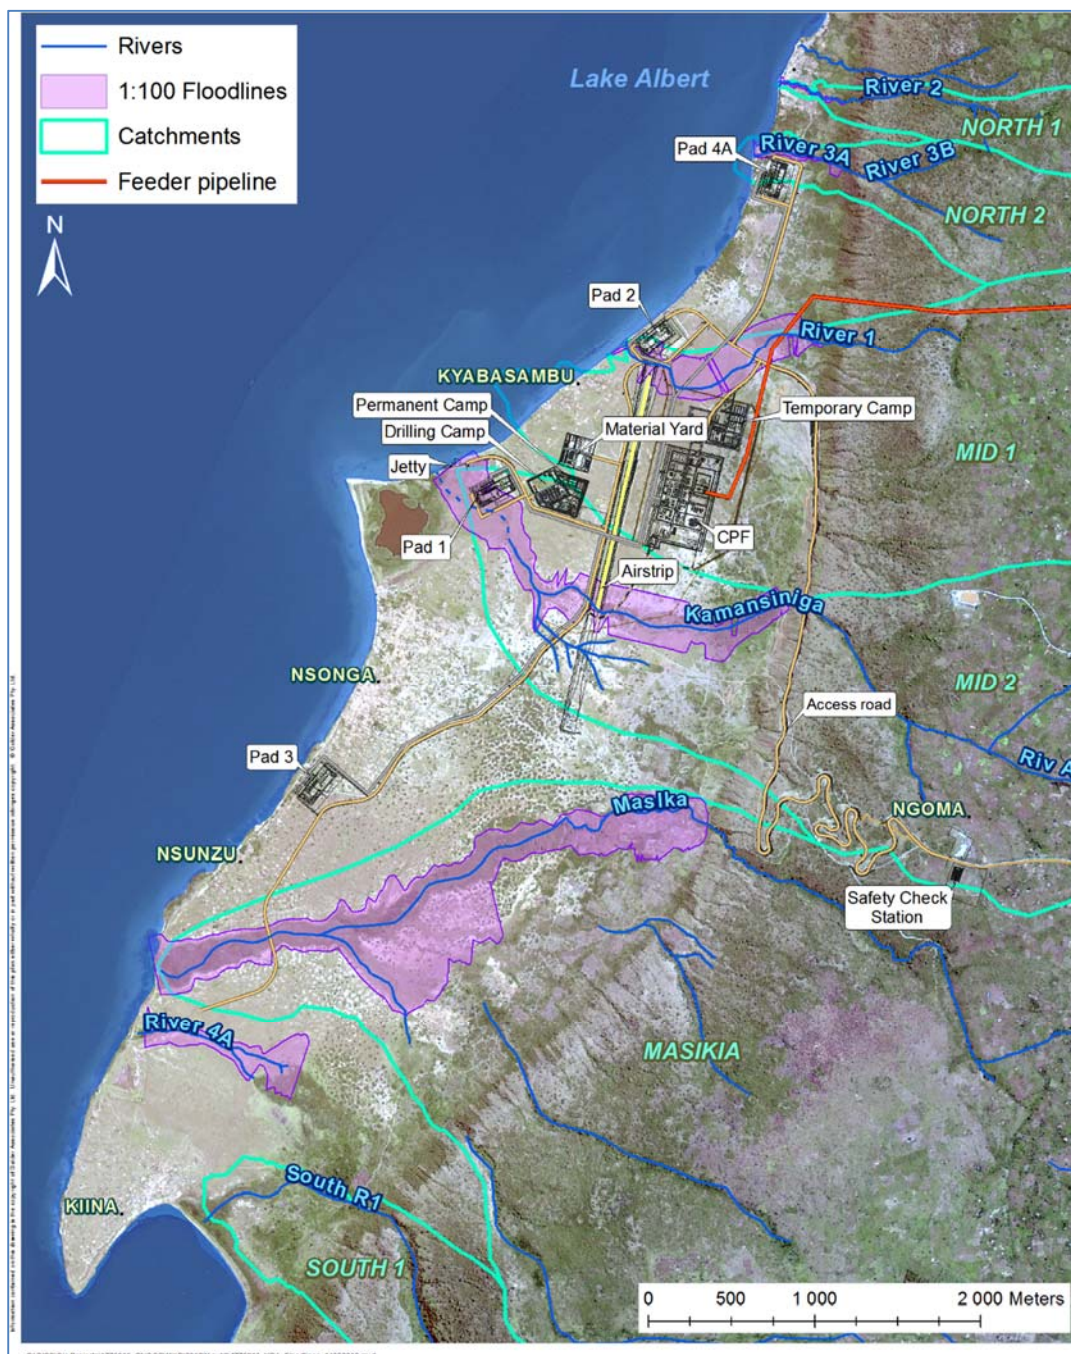 Rivers
1:100 Floodlines
Catchments
Feeder pipeline
N
Lake Albert
River 2
NORTH 1
River 3A
River 3B
Pad 4A
NORTH 2
Pad 2
River 1
KYABASAMBU
Permanent Camp
Temporary Camp
Material Yard
Drilling Camp
MID 1
Jetty
Pad 1
CPF
Airstrip
Kamansiniga
NSONGA
MID 2
Access road
Riv A
Pad 3
Masika
NGOMA
NSUNZU
Safety Check
Station
River 4A
MASIKIA
South R1
KIINA
SOUTH 1
0 500 1 000 2 000 Meters